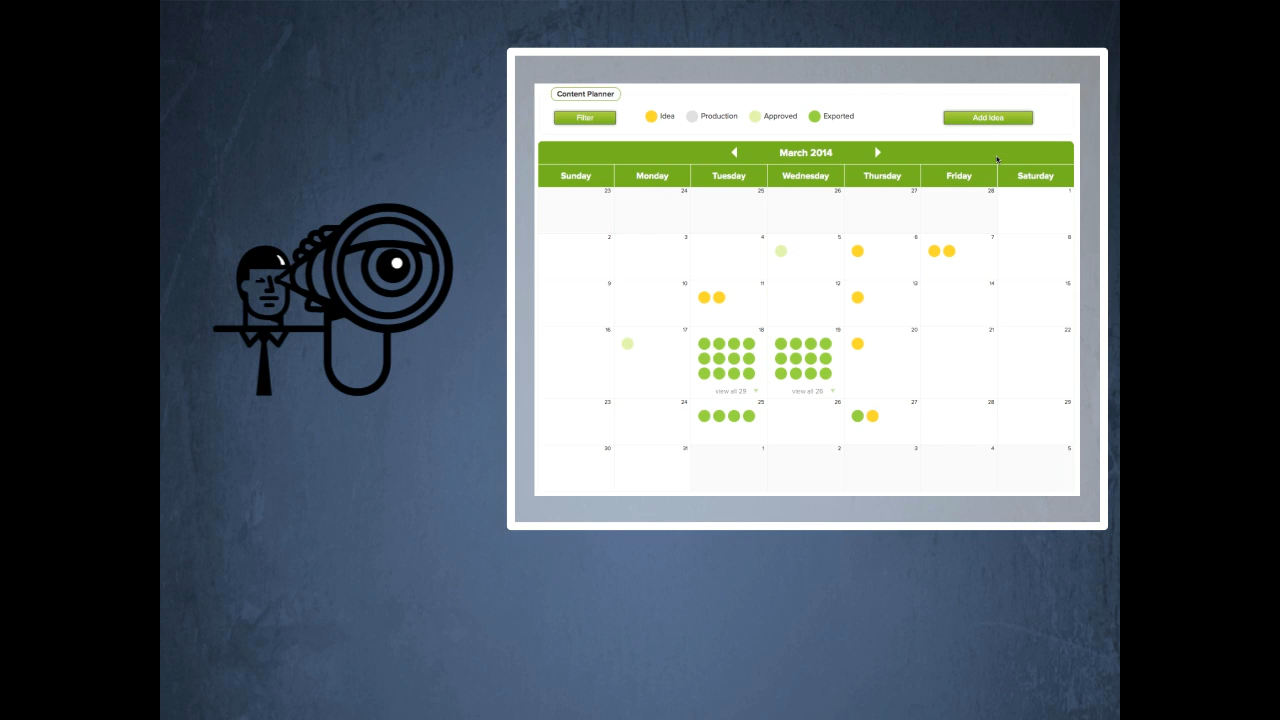 Content Planner
Filter
Idea
Production
Approved
Exported
Add Idea
March 2014
Sunday Monday Tuesday Wednesday Thursday Friday Saturday
23 24 25 26 27 28 1
2 3 4 5 6 7 8
9 10 11 12 13 14 15
16 17 18 19 20 21 22
view all 29 view all 26
23 24 25 26 27 28 29
30 31 1 2 3 4 5